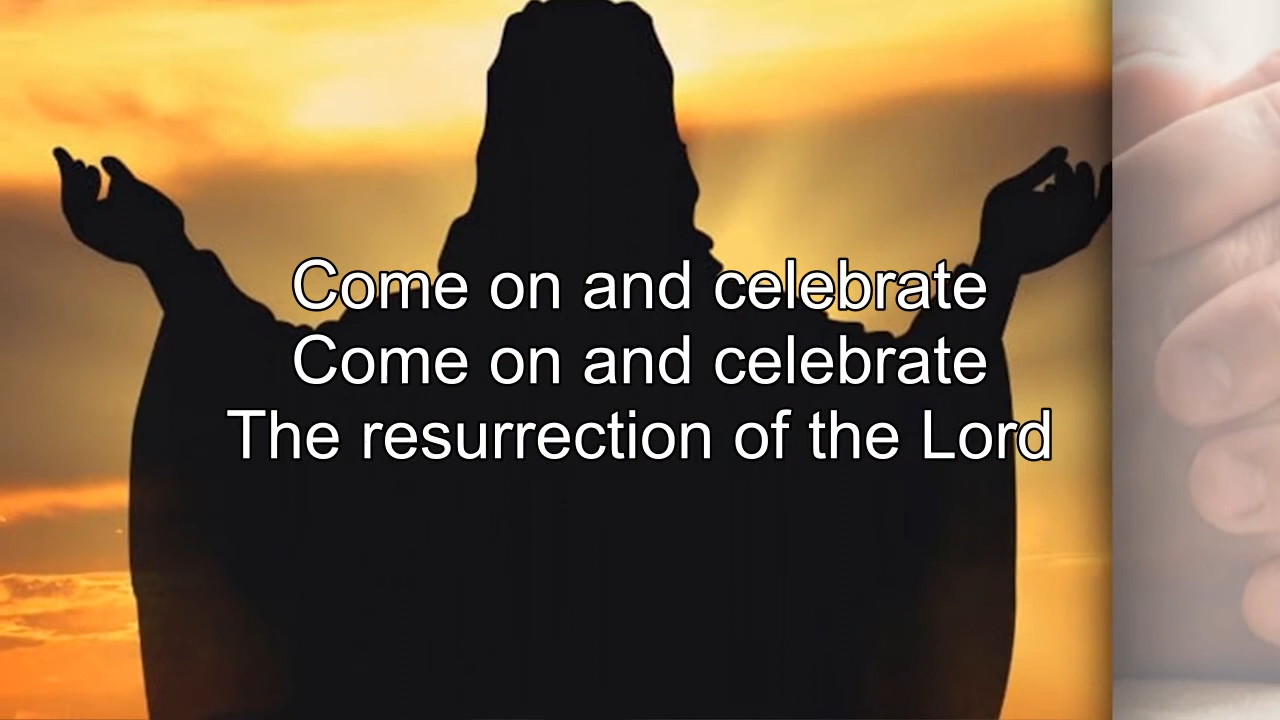 Come on and celebrate
Come on and celebrate
The resurrection of the Lord